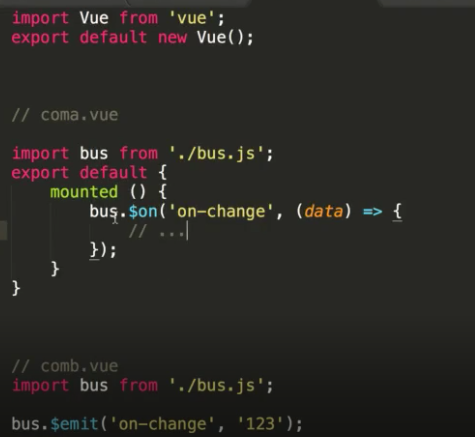 import Vue from 'vue';
export default new Vue();
// coma.vue
import bus from './bus.js';
export default {
    mounted () {
        bus.$on('on-change', (data) => {
            // ...
        });
    }
}
// comb.vue
import bus from './bus.js';
bus.$emit('on-change', '123');